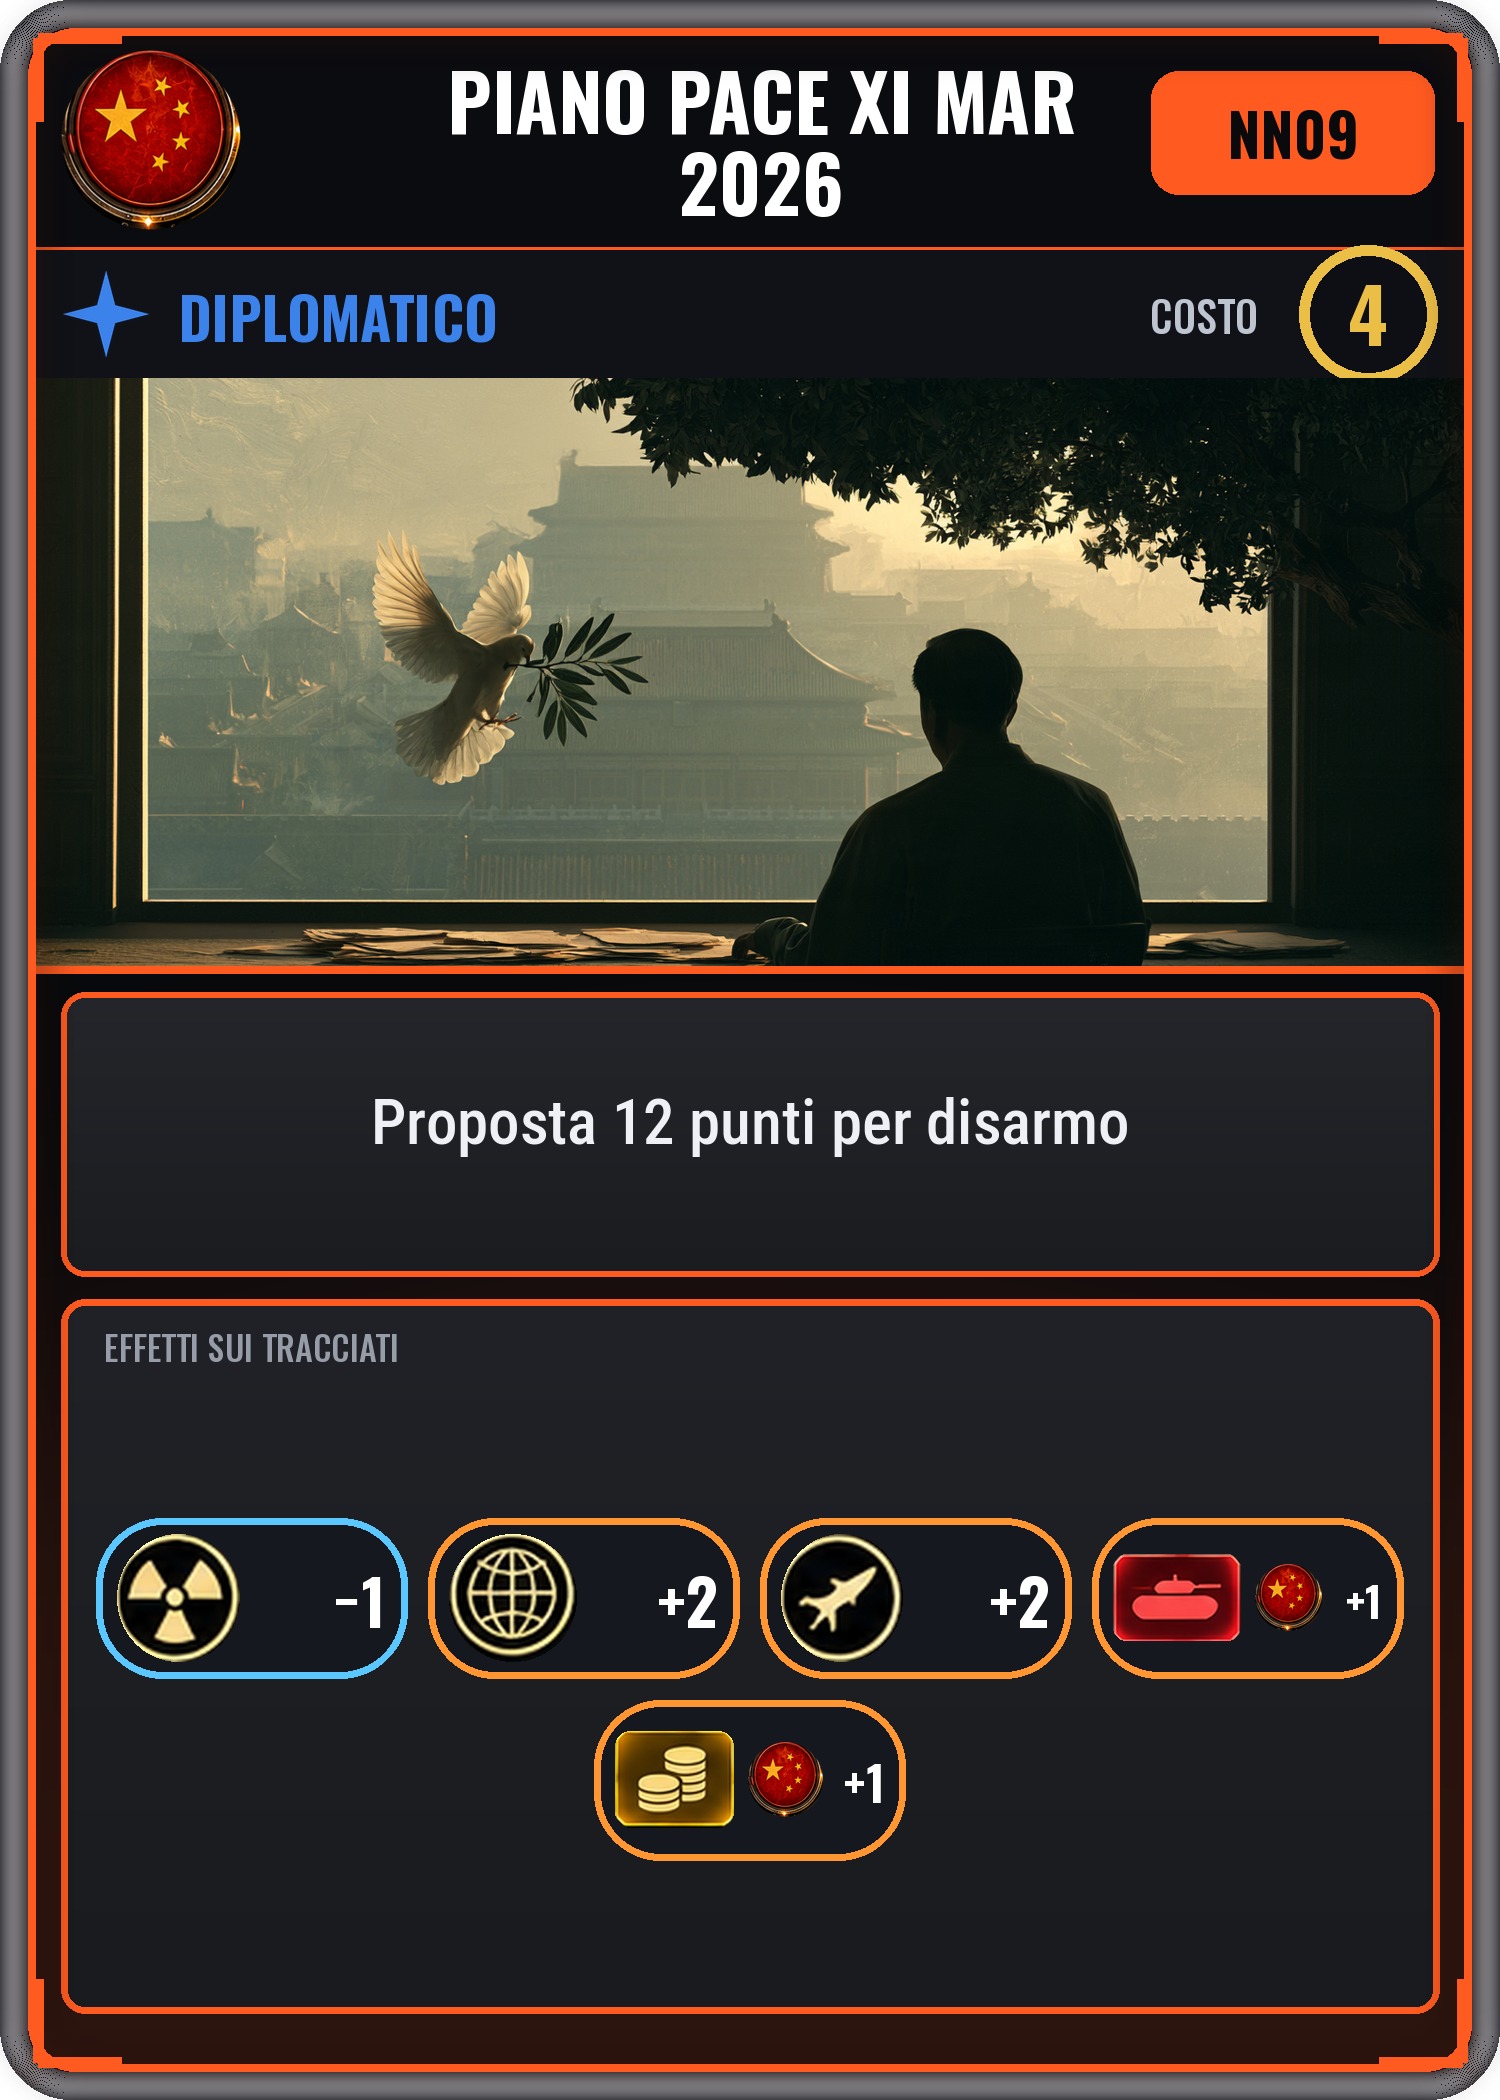 PIANO PACE XI MAR
2026
NN09
DIPLOMATICO
COSTO
4
Proposta 12 punti per disarmo
EFFETTI SUI TRACCIATI
-1
+2
+2
+1
+1